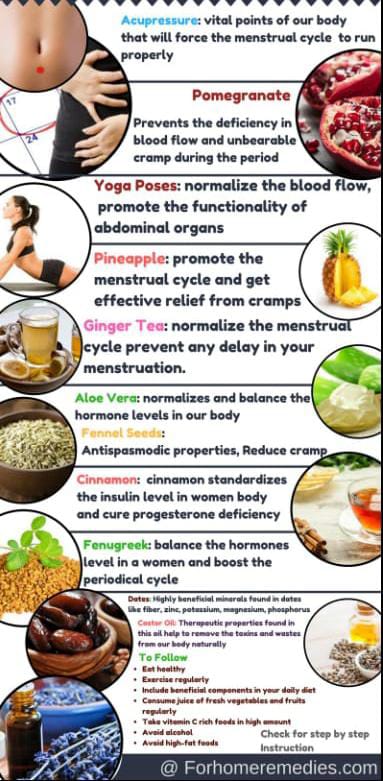 Acupressure: vital points of our body
that will force the menstrual cycle to run
properly
17
24
Pomegranate
Prevents the deficiency in
blood flow and unbearable
cramp during the period
Yoga Poses: normalize the blood flow,
promote the functionality of
abdominal organs
Pineapple: promote the
menstrual cycle and get
effective relief from cramps
Ginger Tea: normalize the menstrual
cycle prevent any delay in your
menstruation.
Aloe Vera: normalizes and balance the
hormone levels in our body
Fennel Seeds:
Antispasmodic properties, Reduce cramp
Cinnamon: cinnamon standardizes
the insulin level in women body
and cure progesterone deficiency
Fenugreek: balance the hormones
level in a women and boost the
periodical cycle
Dates: Highly beneficial minerals found in dates
like fiber, zinc, potassium, magnesium, phosphorus
Castor Oil: Therapeutic properties found in
this oil help to remove the toxins and wastes
from our body naturally
To Follow
• Eat healthy
• Exercise regularly
• Include beneficial components in your daily diet
• Consume juice of fresh vegetables and fruits
regularly
• Take vitamin C rich foods in high amount
• Avoid alcohol
• Avoid high-fat foods
Check for step by step
Instruction
@ Forhomeremedies.com